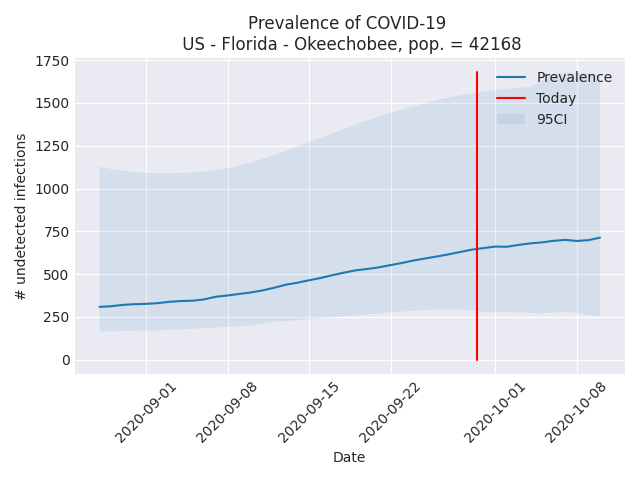 Prevalence of COVID-19
US - Florida - Okeechobee, pop. = 42168
Prevalence
Today
95CI
1750
1500
1250
1000
750
500
250
0
# undetected infections
2020-09-01
2020-09-08
2020-09-15
2020-09-22
2020-10-01
2020-10-08
Date